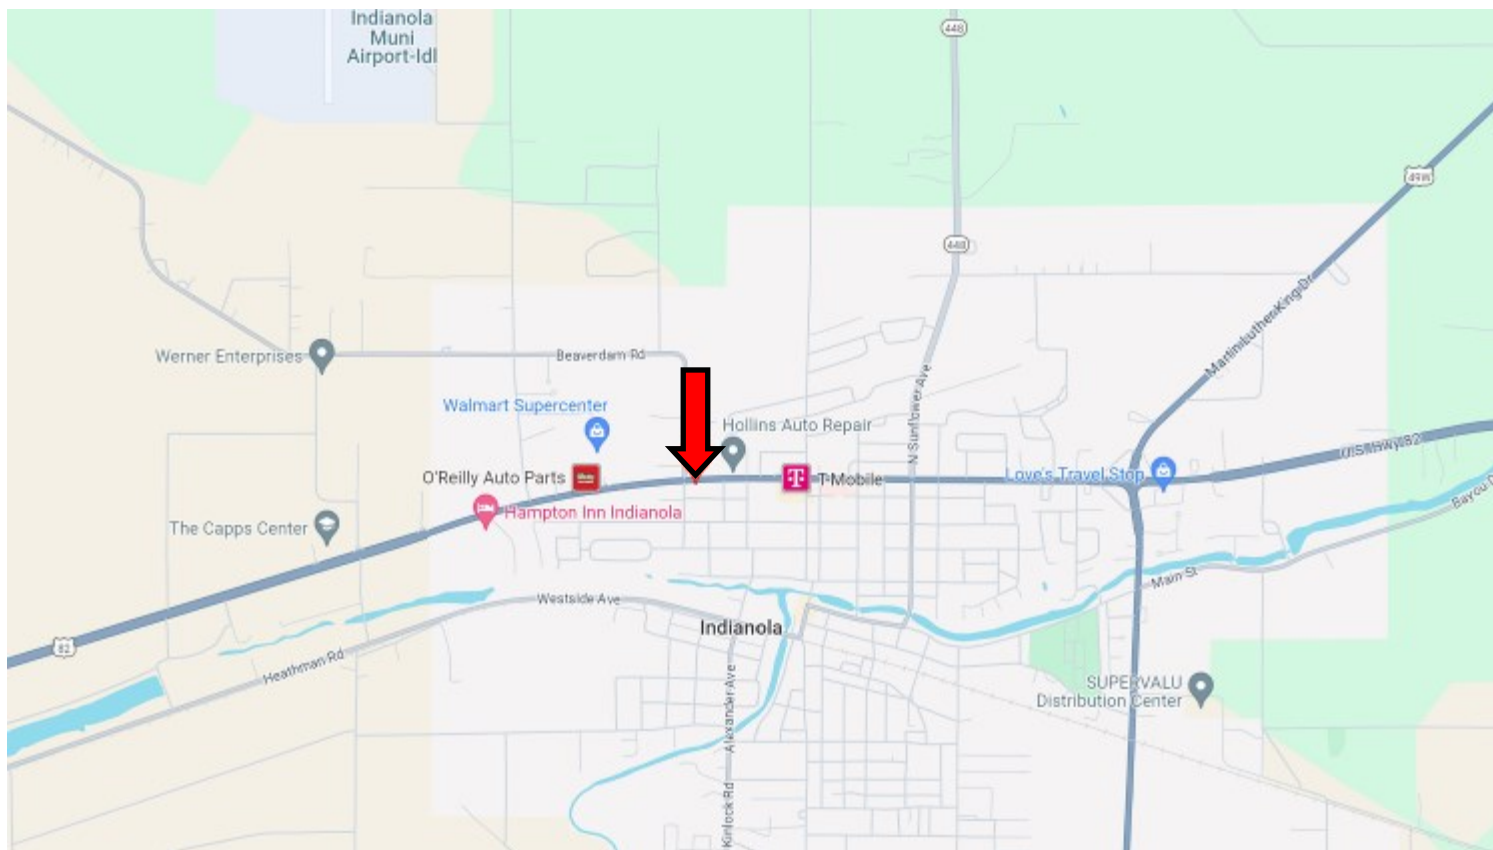 Indianola
Muni
Airport-Idl
448
49W
448
Martin Luther King Dr
Werner Enterprises
Beaverdam Rd
N Sunflower Ave
Walmart Supercenter
Hollins Auto Repair
U.S. Hwy 82
O'Reilly Auto Parts
T-Mobile
Love's Travel Stop
Hampton Inn Indianola
The Capps Center
Bayou
Main St
Westside Ave
Indianola
82
Heathman Rd
SUPERVALU
Distribution Center
Alexander Ave
Kinlock Rd